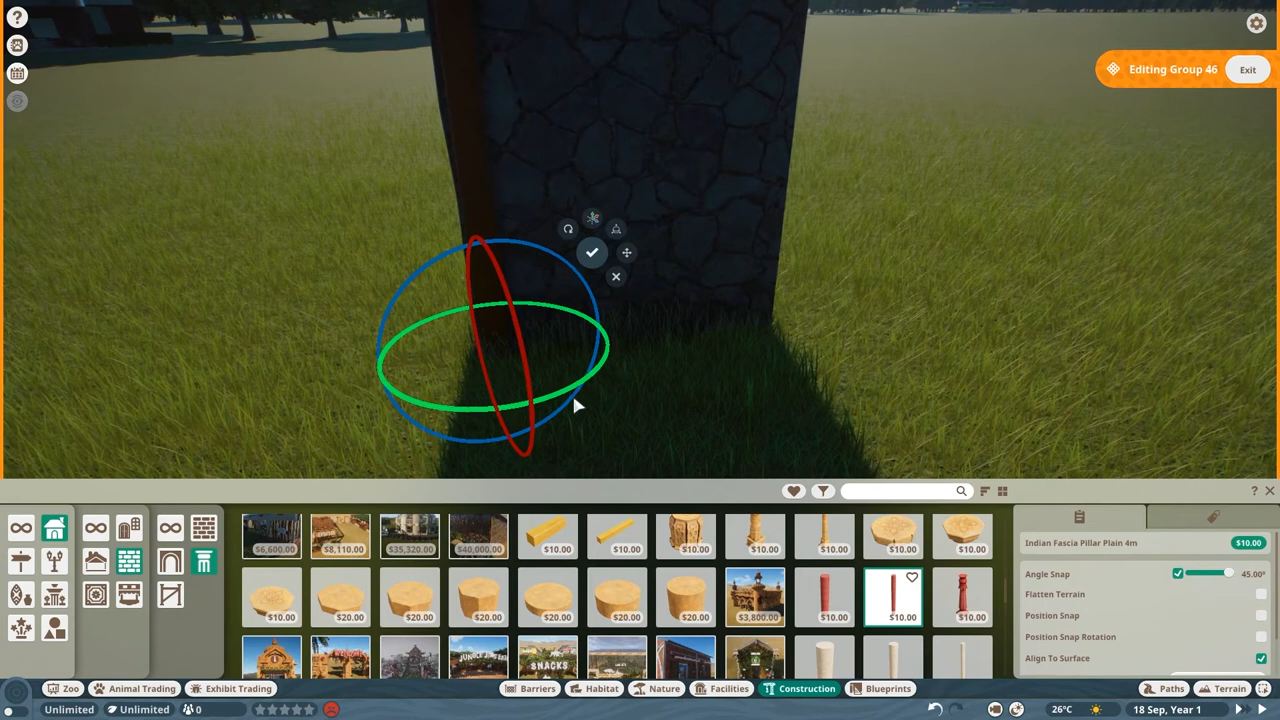 ?
Editing Group 46
Exit
?
$6,600.00
$8,110.00
$35,320.00
$40,000.00
$10.00
$10.00
$10.00
$10.00
$10.00
$10.00
$10.00
$10.00
$20.00
$20.00
$20.00
$20.00
$20.00
$20.00
$3,800.00
$10.00
$10.00
$10.00
SNACKS
Indian Fascia Pillar Plain 4m
$10.00
Angle Snap
45.00°
Flatten Terrain
Position Snap
Position Snap Rotation
Align To Surface
Zoo
Animal Trading
Exhibit Trading
Barriers
Habitat
Nature
Facilities
Construction
Blueprints
Paths
Terrain
Unlimited
Unlimited
0
26°C
18 Sep, Year 1